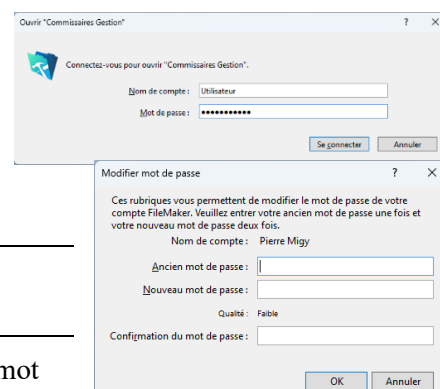 Ouvrir "Commissaires Gestion"
? X
Connectez-vous pour ouvrir "Commissaires Gestion".
Nom de compte : Utilisateur
Mot de passe : •••••••••••
Se connecter Annuler
Modifier mot de passe
? X
Ces rubriques vous permettent de modifier le mot de passe de votre
compte FileMaker. Veuillez entrer votre ancien mot de passe une fois et
votre nouveau mot de passe deux fois.
Nom de compte : Pierre Migy
Ancien mot de passe :
Nouveau mot de passe :
Qualité : Faible
Confirmation du mot de passe :
mot
OK Annuler